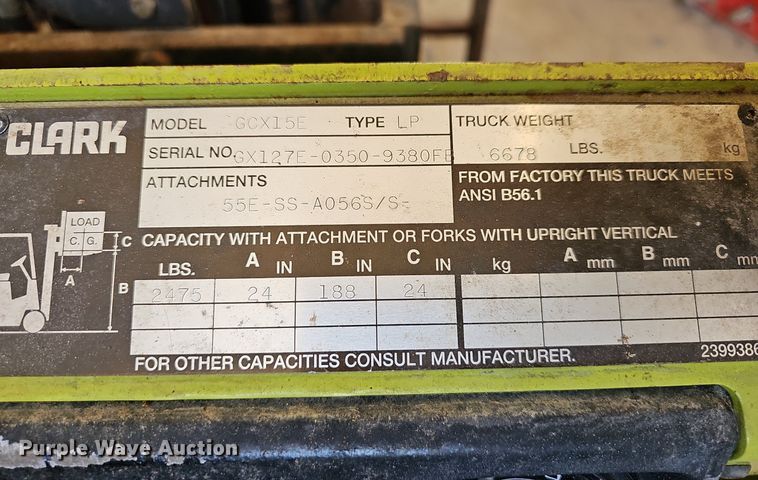 CLARK
MODEL GCX15E TYPE LP
TRUCK WEIGHT
SERIAL NO. GX127E-0350-9380FB
6678 LBS. kg
ATTACHMENTS
55E-SS-A056S/S-
FROM FACTORY THIS TRUCK MEETS
ANSI B56.1
LOAD
C. G.
A
B
C
C CAPACITY WITH ATTACHMENT OR FORKS WITH UPRIGHT VERTICAL
LBS. A IN B IN C IN kg A mm B mm C mm
2475 24 188 24
FOR OTHER CAPACITIES CONSULT MANUFACTURER.
2399386
Purple Wave Auction